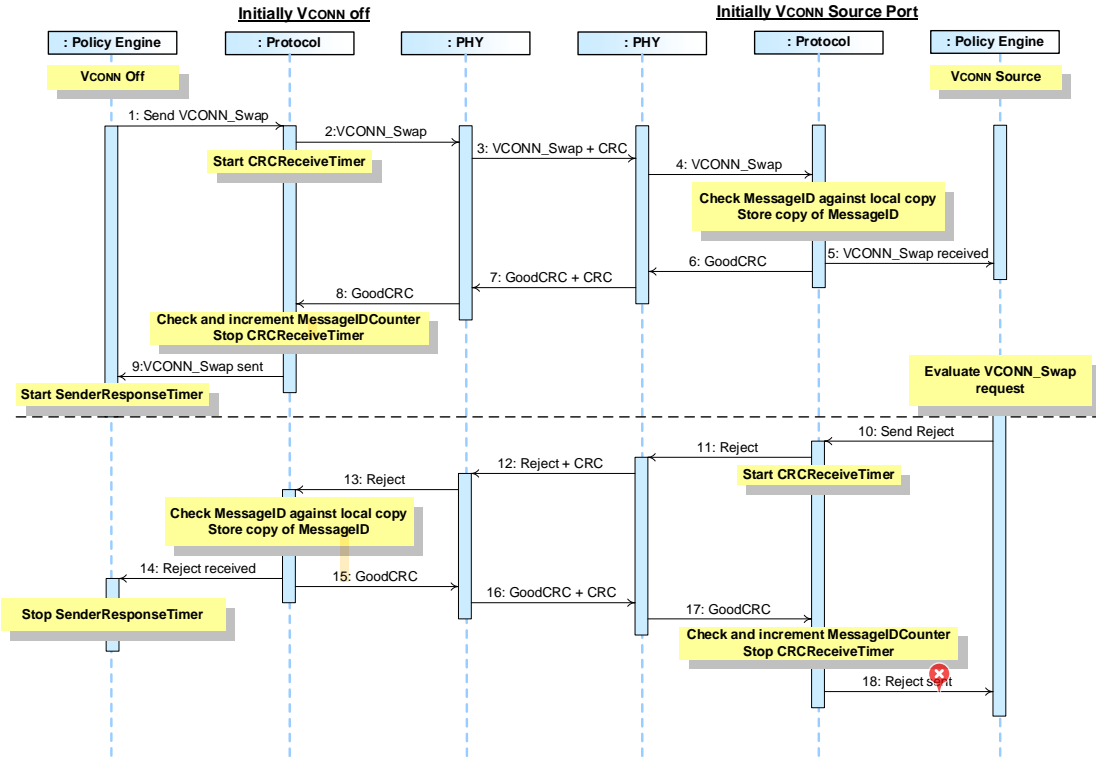 Initially VCONN off
Initially VCONN Source Port
: Policy Engine
: Protocol
: PHY
: PHY
: Protocol
: Policy Engine
VCONN Off
VCONN Source
1: Send VCONN_Swap
2:VCONN_Swap
Start CRCReceiveTimer
3: VCONN_Swap + CRC
4: VCONN_Swap
Check MessageID against local copy
Store copy of MessageID
5: VCONN_Swap received
6: GoodCRC
7: GoodCRC + CRC
8: GoodCRC
Check and increment MessageIDCounter
Stop CRCReceiveTimer
9:VCONN_Swap sent
Start SenderResponseTimer
Evaluate VCONN_Swap
request
10: Send Reject
11: Reject
Start CRCReceiveTimer
12: Reject + CRC
13: Reject
Check MessageID against local copy
Store copy of MessageID
14: Reject received
15: GoodCRC
Stop SenderResponseTimer
16: GoodCRC + CRC
17: GoodCRC
Check and increment MessageIDCounter
Stop CRCReceiveTimer
18: Reject sent